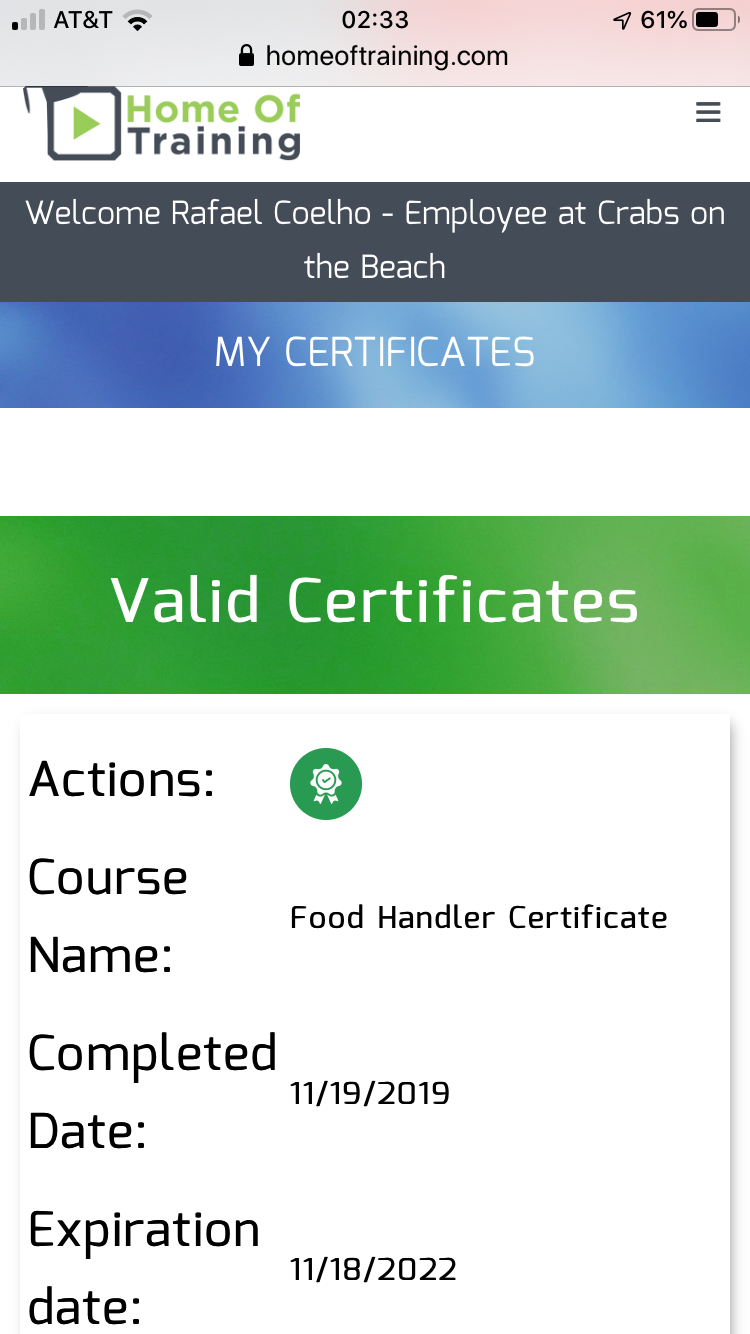 AT&T 02:33 61%
homeoftraining.com
Home Of
Training
Welcome Rafael Coelho - Employee at Crabs on
the Beach
MY CERTIFICATES
Valid Certificates
Actions:
Course
Name:
Food Handler Certificate
Completed
Date:
11/19/2019
Expiration
date:
11/18/2022